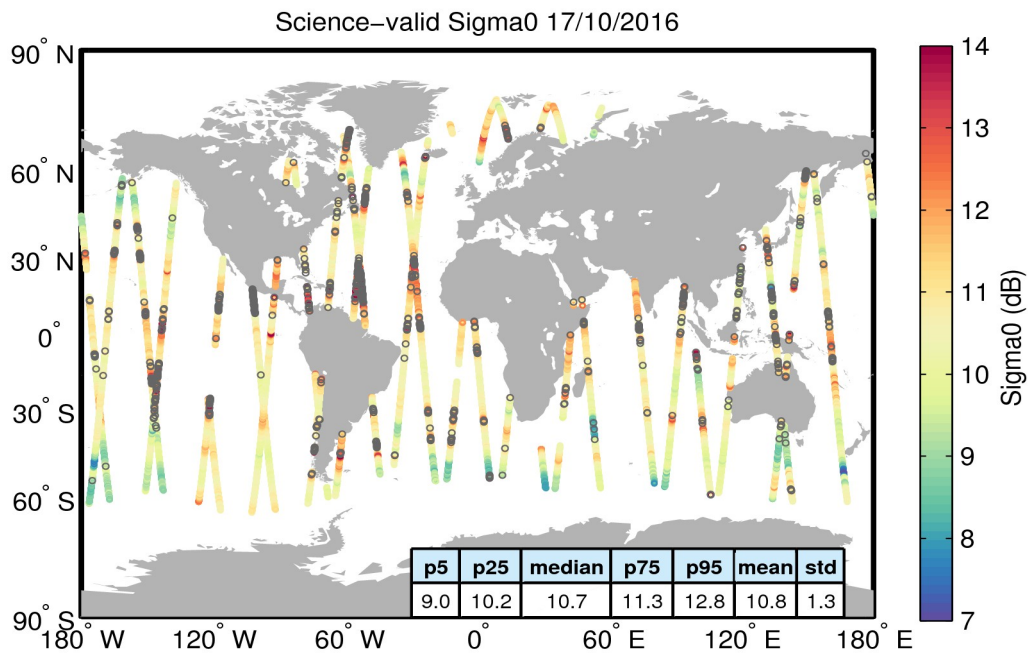 Science−valid Sigma0 17/10/2016
90° N
60° N
30° N
0°
30° S
60° S
90° S
180° W
120° W
60° W
0°
60° E
120° E
180° E
p5 p25 median p75 p95 mean std
9.0 10.2 10.7 11.3 12.8 10.8 1.3
14
13
12
11
10
9
8
7
Sigma0 (dB)